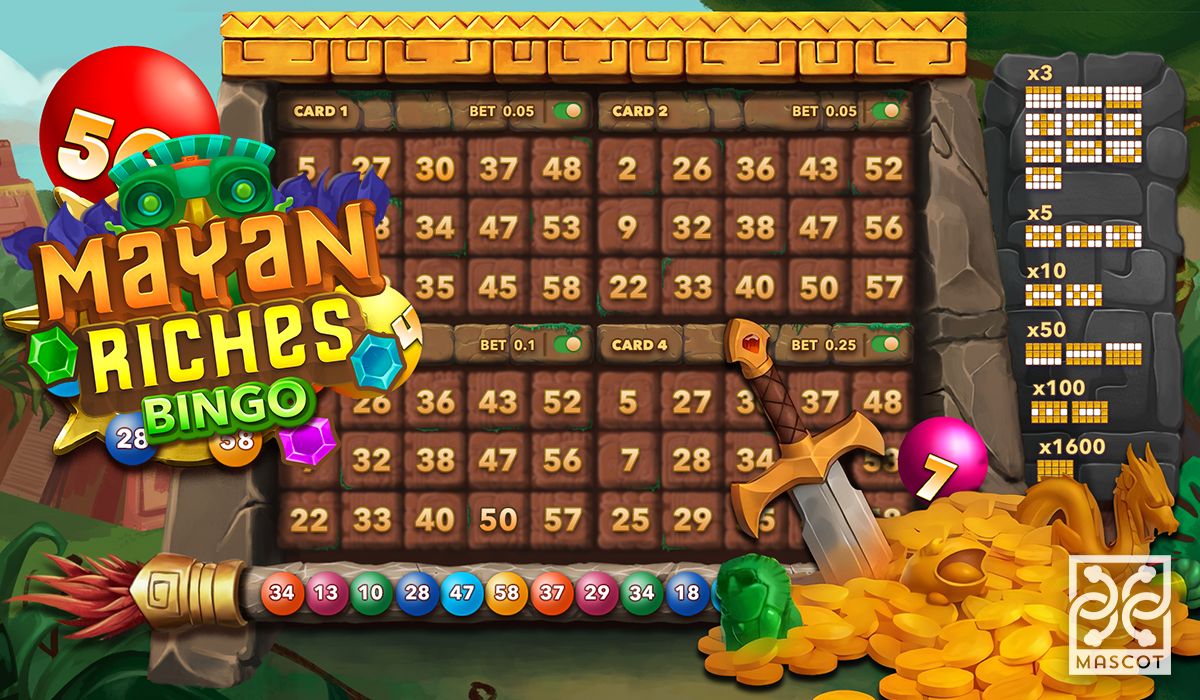 CARD 1 BET 0.05 CARD 2 BET 0.05
5 27 30 37 48 2 26 36 43 52
34 47 53 9 32 38 47 56
35 45 58 22 33 40 50 57
BET 0.1 CARD 4 BET 0.25
26 36 43 52 5 27 37 48
32 38 47 56 7 28 34 53
22 33 40 50 57 25 29
34 13 10 28 47 58 37 29 34 18
MAYAN
RICHES
BINGO
28 58
7
x3
x5
x10
x50
x100
x1600
MASCOT